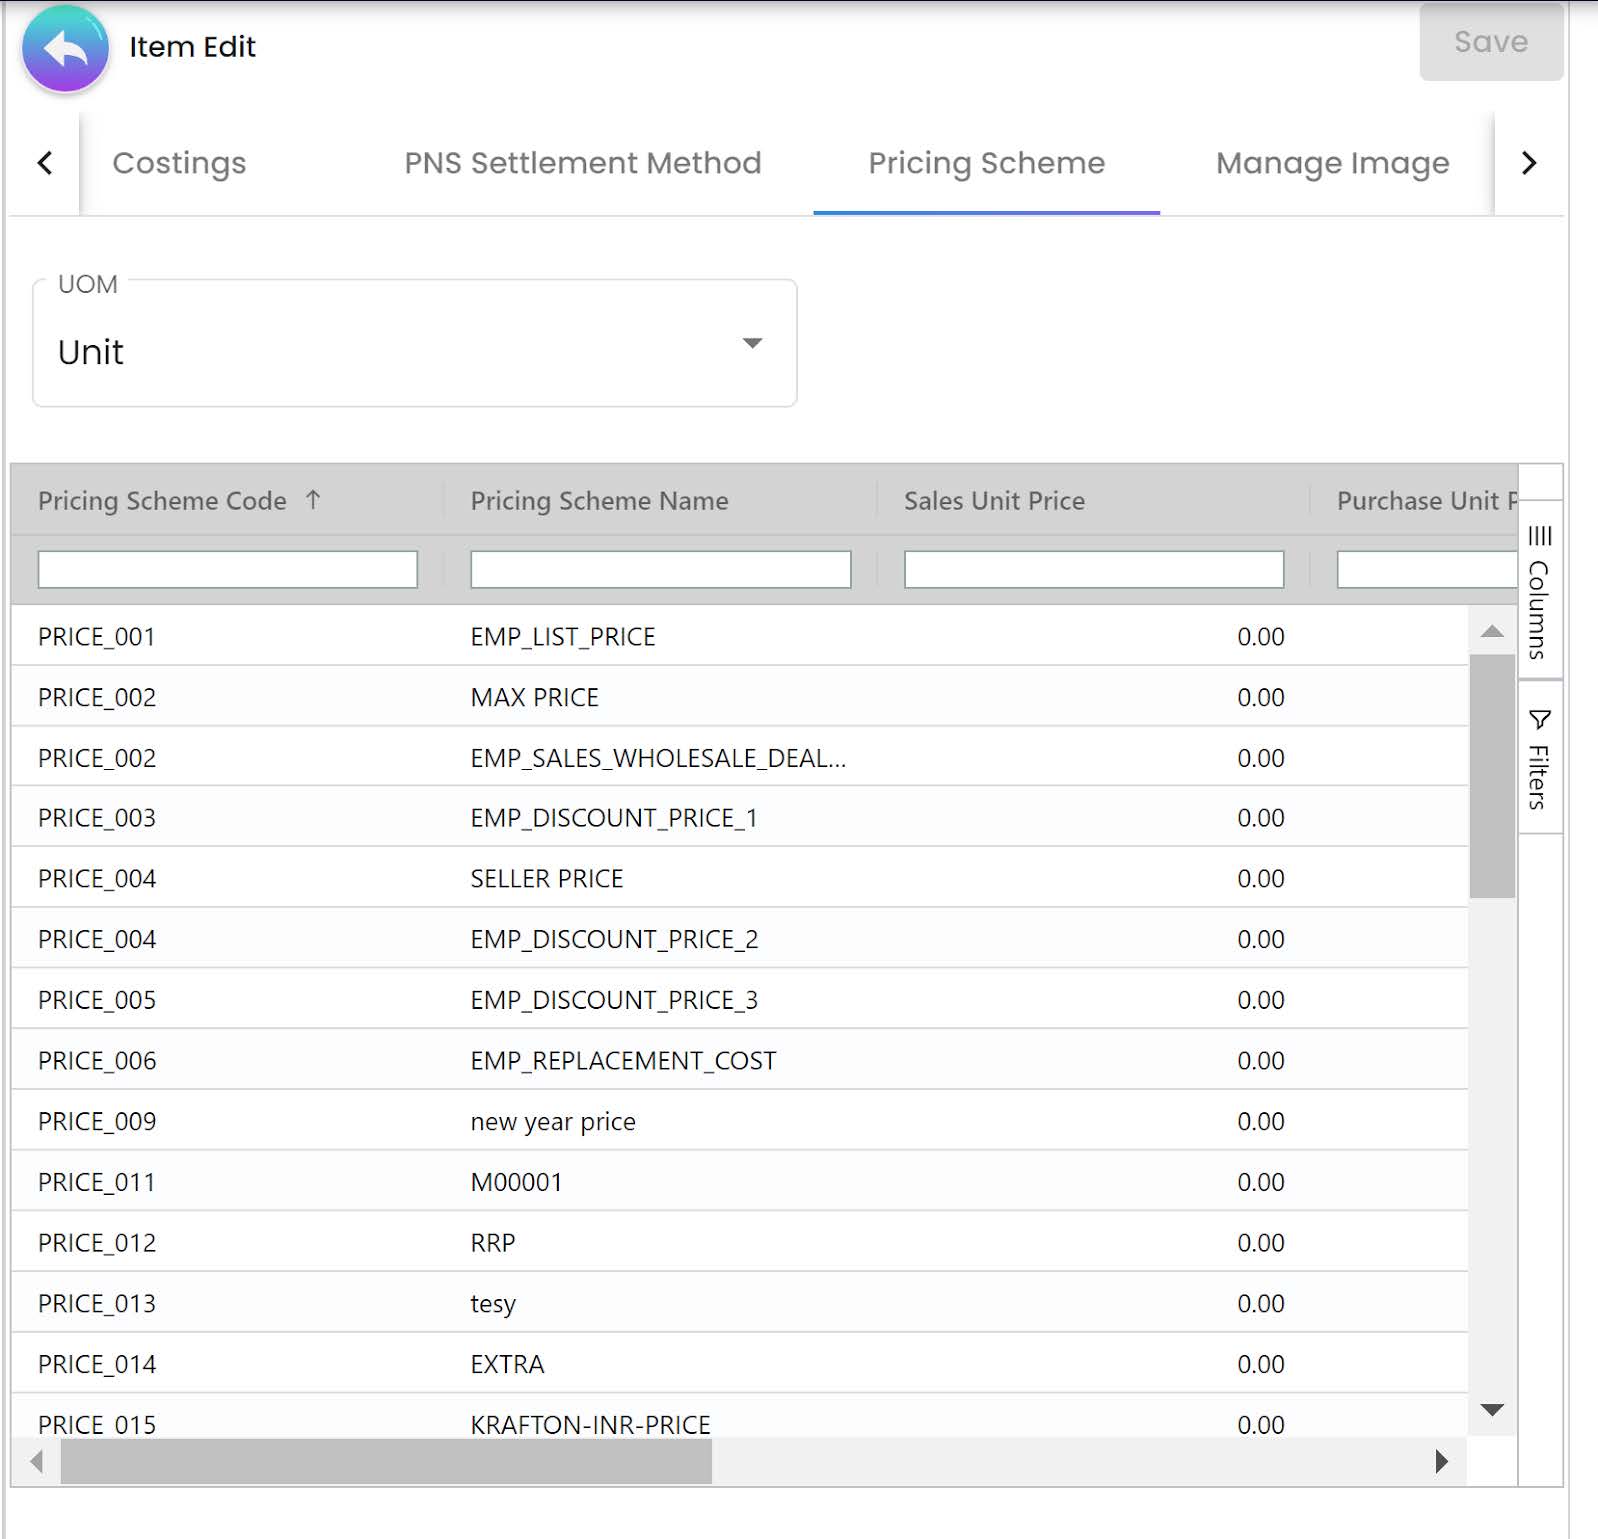 Item Edit
Save
Costings PNS Settlement Method Pricing Scheme Manage Image
UOM
Unit
Pricing Scheme Code ↑ Pricing Scheme Name Sales Unit Price Purchase Unit P
PRICE_001 EMP_LIST_PRICE 0.00
PRICE_002 MAX PRICE 0.00
PRICE_002 EMP_SALES_WHOLESALE_DEAL... 0.00
PRICE_003 EMP_DISCOUNT_PRICE_1 0.00
PRICE_004 SELLER PRICE 0.00
PRICE_004 EMP_DISCOUNT_PRICE_2 0.00
PRICE_005 EMP_DISCOUNT_PRICE_3 0.00
PRICE_006 EMP_REPLACEMENT_COST 0.00
PRICE_009 new year price 0.00
PRICE_011 M00001 0.00
PRICE_012 RRP 0.00
PRICE_013 tesy 0.00
PRICE_014 EXTRA 0.00
PRICE_015 KRAFTON-INR-PRICE 0.00
Columns
Filters